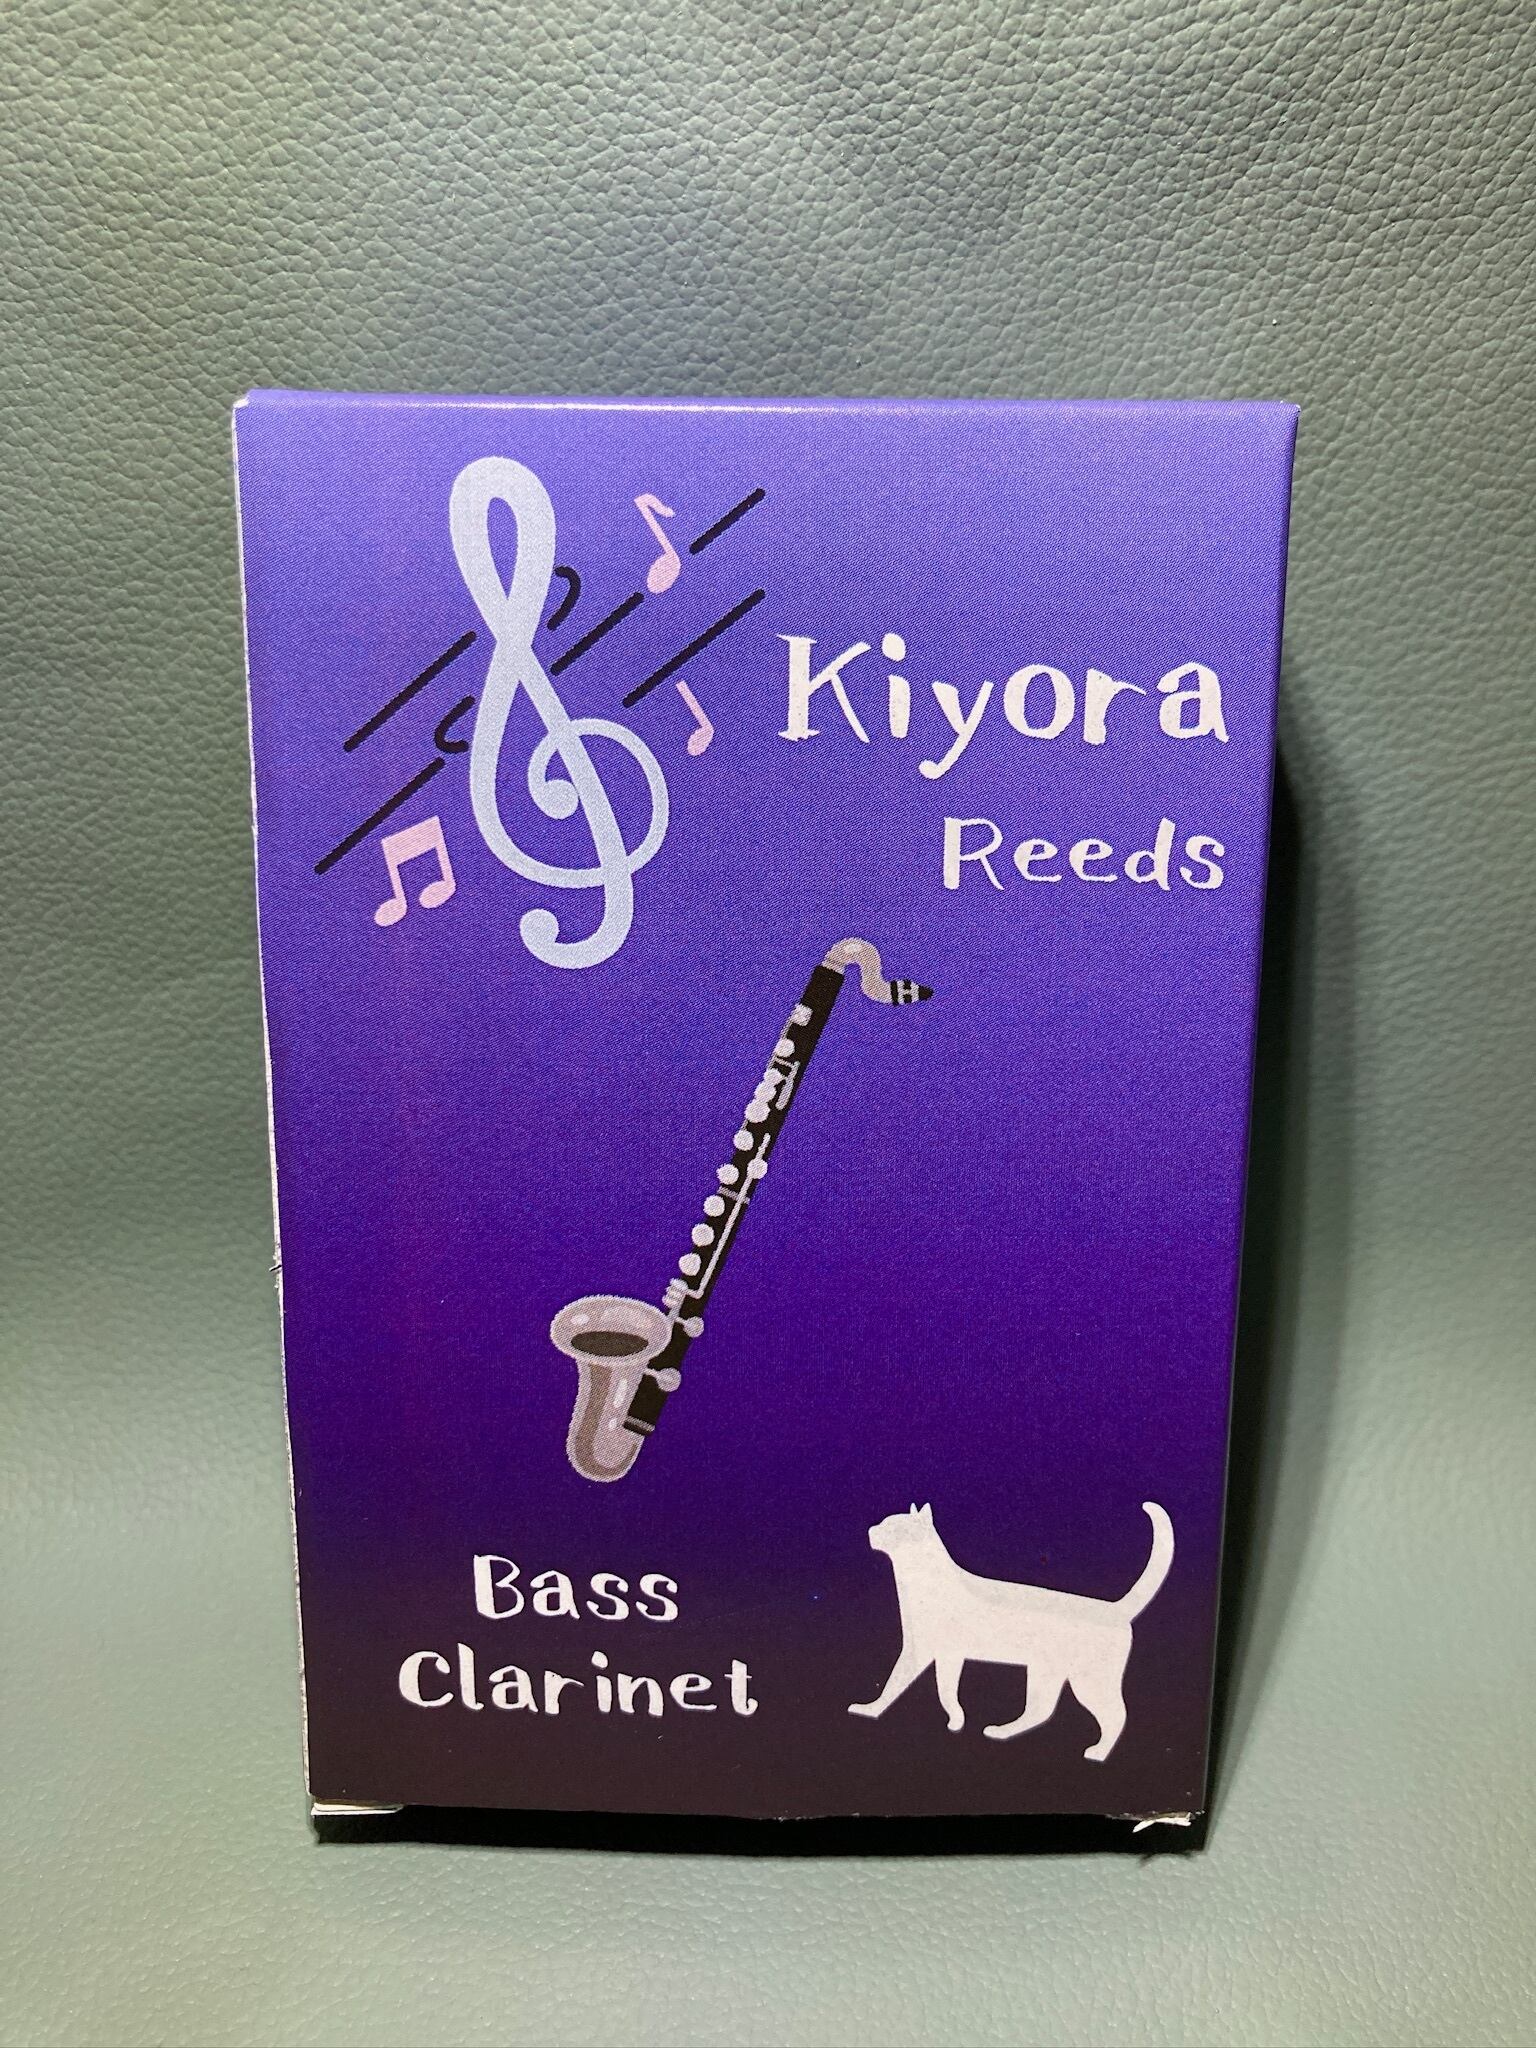 Kiyora
Reeds
Bass
Clarinet